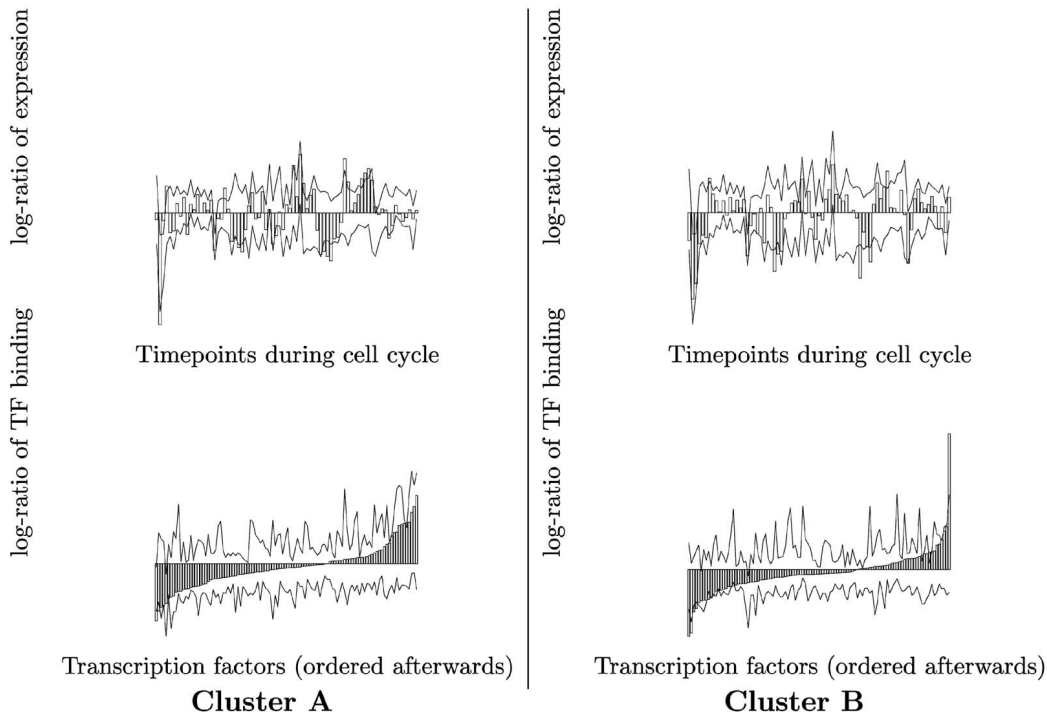 log-ratio of expression
Timepoints during cell cycle
log-ratio of TF binding
Transcription factors (ordered afterwards)
Cluster A
log-ratio of expression
Timepoints during cell cycle
log-ratio of TF binding
Transcription factors (ordered afterwards)
Cluster B